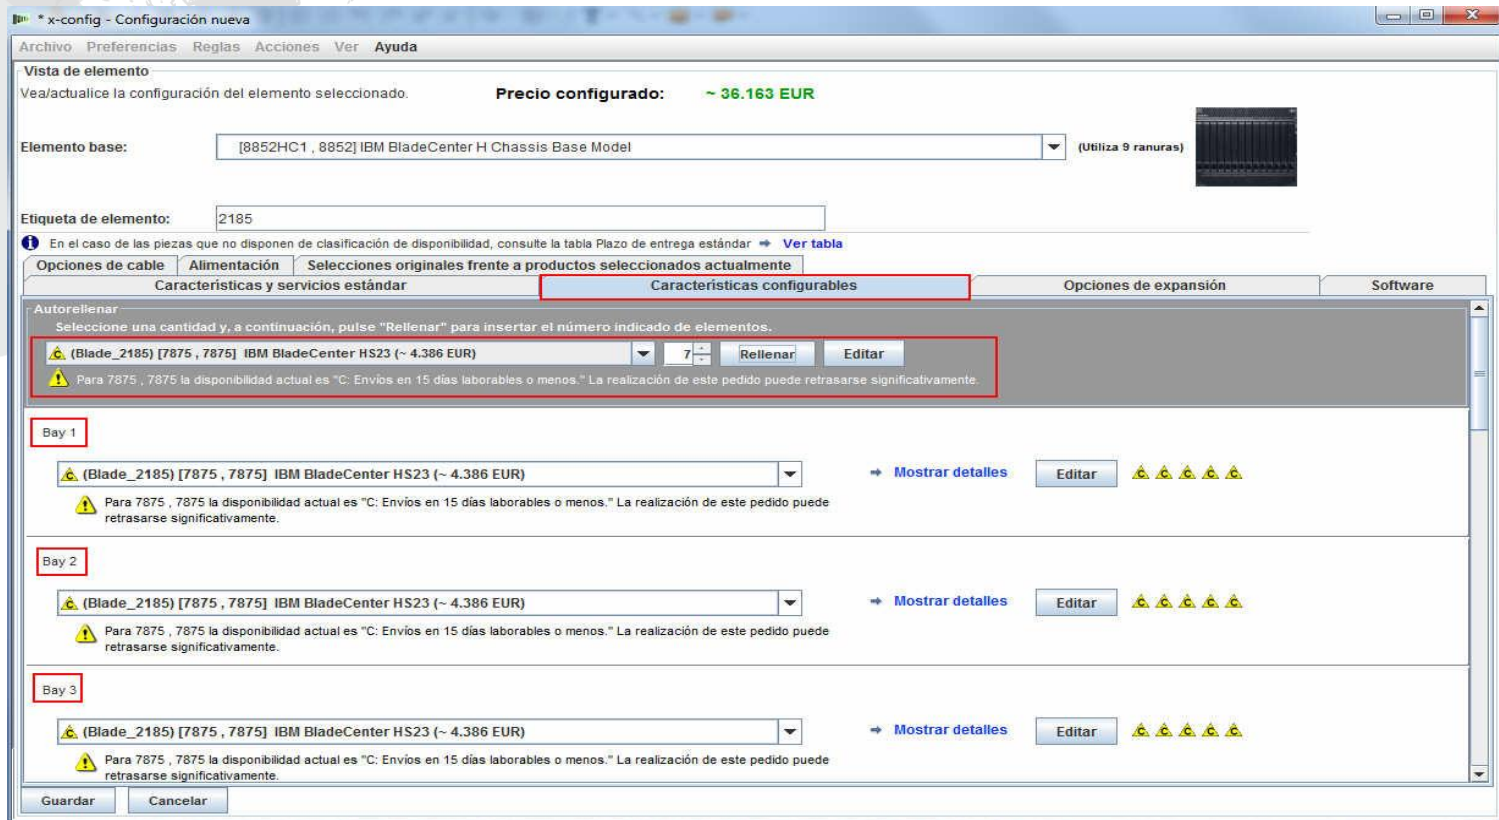 * x-config - Configuración nueva
Archivo Preferencias Reglas Acciones Ver Ayuda
Vista de elemento
Vea/actualice la configuración del elemento seleccionado. Precio configurado: ~ 36.163 EUR
Elemento base: [8852HC1 , 8852] IBM BladeCenter H Chassis Base Model (Utiliza 9 ranuras)
Etiqueta de elemento: 2185
En el caso de las piezas que no disponen de clasificación de disponibilidad, consulte la tabla Plazo de entrega estándar Ver tabla
Opciones de cable Alimentación Selecciones originales frente a productos seleccionados actualmente
Características y servicios estándar Características configurables Opciones de expansión Software
Autorellenar
Seleccione una cantidad y, a continuación, pulse "Rellenar" para insertar el número indicado de elementos.
C (Blade_2185) [7875 , 7875] IBM BladeCenter HS23 (~ 4.386 EUR) 7 Rellenar Editar
Para 7875 , 7875 la disponibilidad actual es "C: Envíos en 15 días laborables o menos." La realización de este pedido puede retrasarse significativamente.
Bay 1
C (Blade_2185) [7875 , 7875] IBM BladeCenter HS23 (~ 4.386 EUR) Mostrar detalles Editar C C C C C
Para 7875 , 7875 la disponibilidad actual es "C: Envíos en 15 días laborables o menos." La realización de este pedido puede
retrasarse significativamente.
Bay 2
C (Blade_2185) [7875 , 7875] IBM BladeCenter HS23 (~ 4.386 EUR) Mostrar detalles Editar C C C C C
Para 7875 , 7875 la disponibilidad actual es "C: Envíos en 15 días laborables o menos." La realización de este pedido puede
retrasarse significativamente.
Bay 3
C (Blade_2185) [7875 , 7875] IBM BladeCenter HS23 (~ 4.386 EUR) Mostrar detalles Editar C C C C C
Para 7875 , 7875 la disponibilidad actual es "C: Envíos en 15 días laborables o menos." La realización de este pedido puede
retrasarse significativamente.
Guardar Cancelar